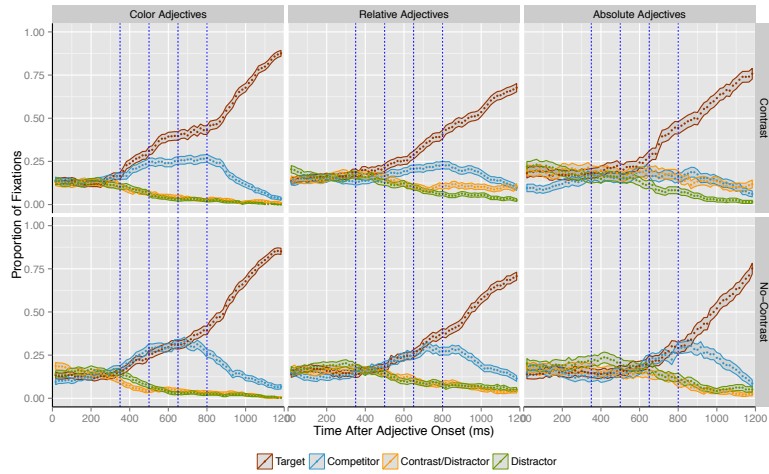 Color Adjectives Relative Adjectives Absolute Adjectives
1.00
0.75
0.50
0.25
0.00
Contrast
1.00
0.75
0.50
0.25
0.00
No-Contrast
Proportion of Fixations
0 200 400 600 800 1000 1200 0 200 400 600 800 1000 1200 0 200 400 600 800 1000 1200
Time After Adjective Onset (ms)
Target Competitor Contrast/Distractor Distractor